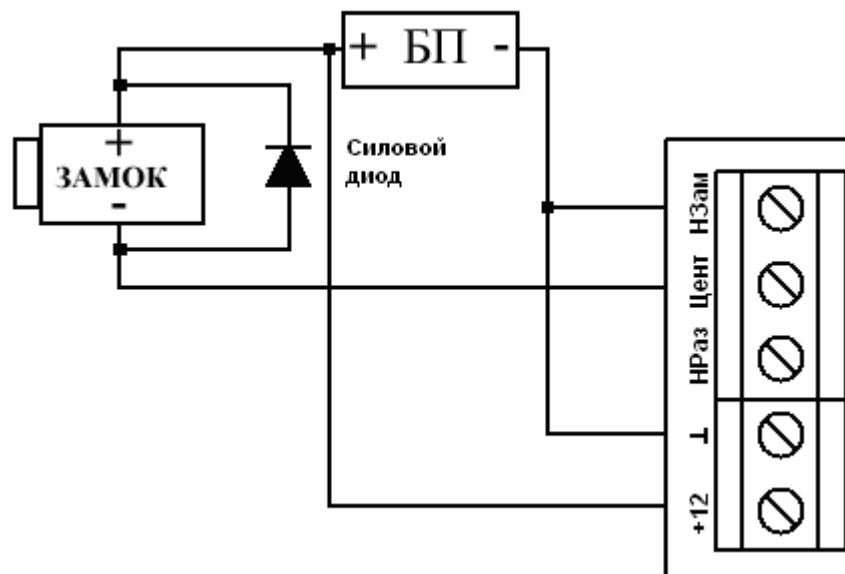 + БП -
+
ЗАМОК
-
Силовой
диод
НЗам
Цент
НРаз
⊥
+12